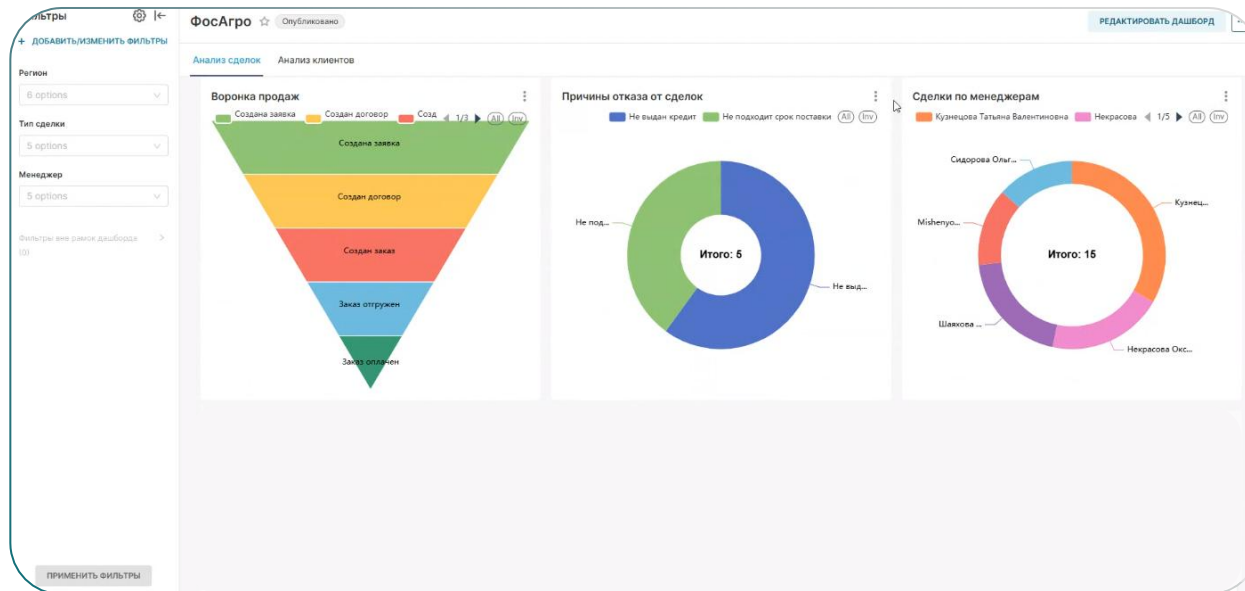 ильтры
+ ДОБАВИТЬ/ИЗМЕНИТЬ ФИЛЬТРЫ
Регион
6 options
Тип сделки
5 options
Менеджер
5 options
Фильтры вне рамок дашборда
(0)
ПРИМЕНИТЬ ФИЛЬТРЫ
ФосАгро
Опубликовано
РЕДАКТИРОВАТЬ ДАШБОРД
Анализ сделок
Анализ клиентов
Воронка продаж
Создана заявка
Создан договор
Созд
1/3
All
Inv
Создана заявка
Создан договор
Создан заказ
Заказ отгружен
Заказ оплачен
Причины отказа от сделок
Не выдан кредит
Не подходит срок поставки
All
Inv
Не под...
Итого: 5
Не выд...
Сделки по менеджерам
Кузнецова Татьяна Валентиновна
Некрасова
1/5
All
Inv
Сидорова Ольг...
Кузнец...
Mishenyo...
Итого: 15
Шаяхова ...
Некрасова Окс...